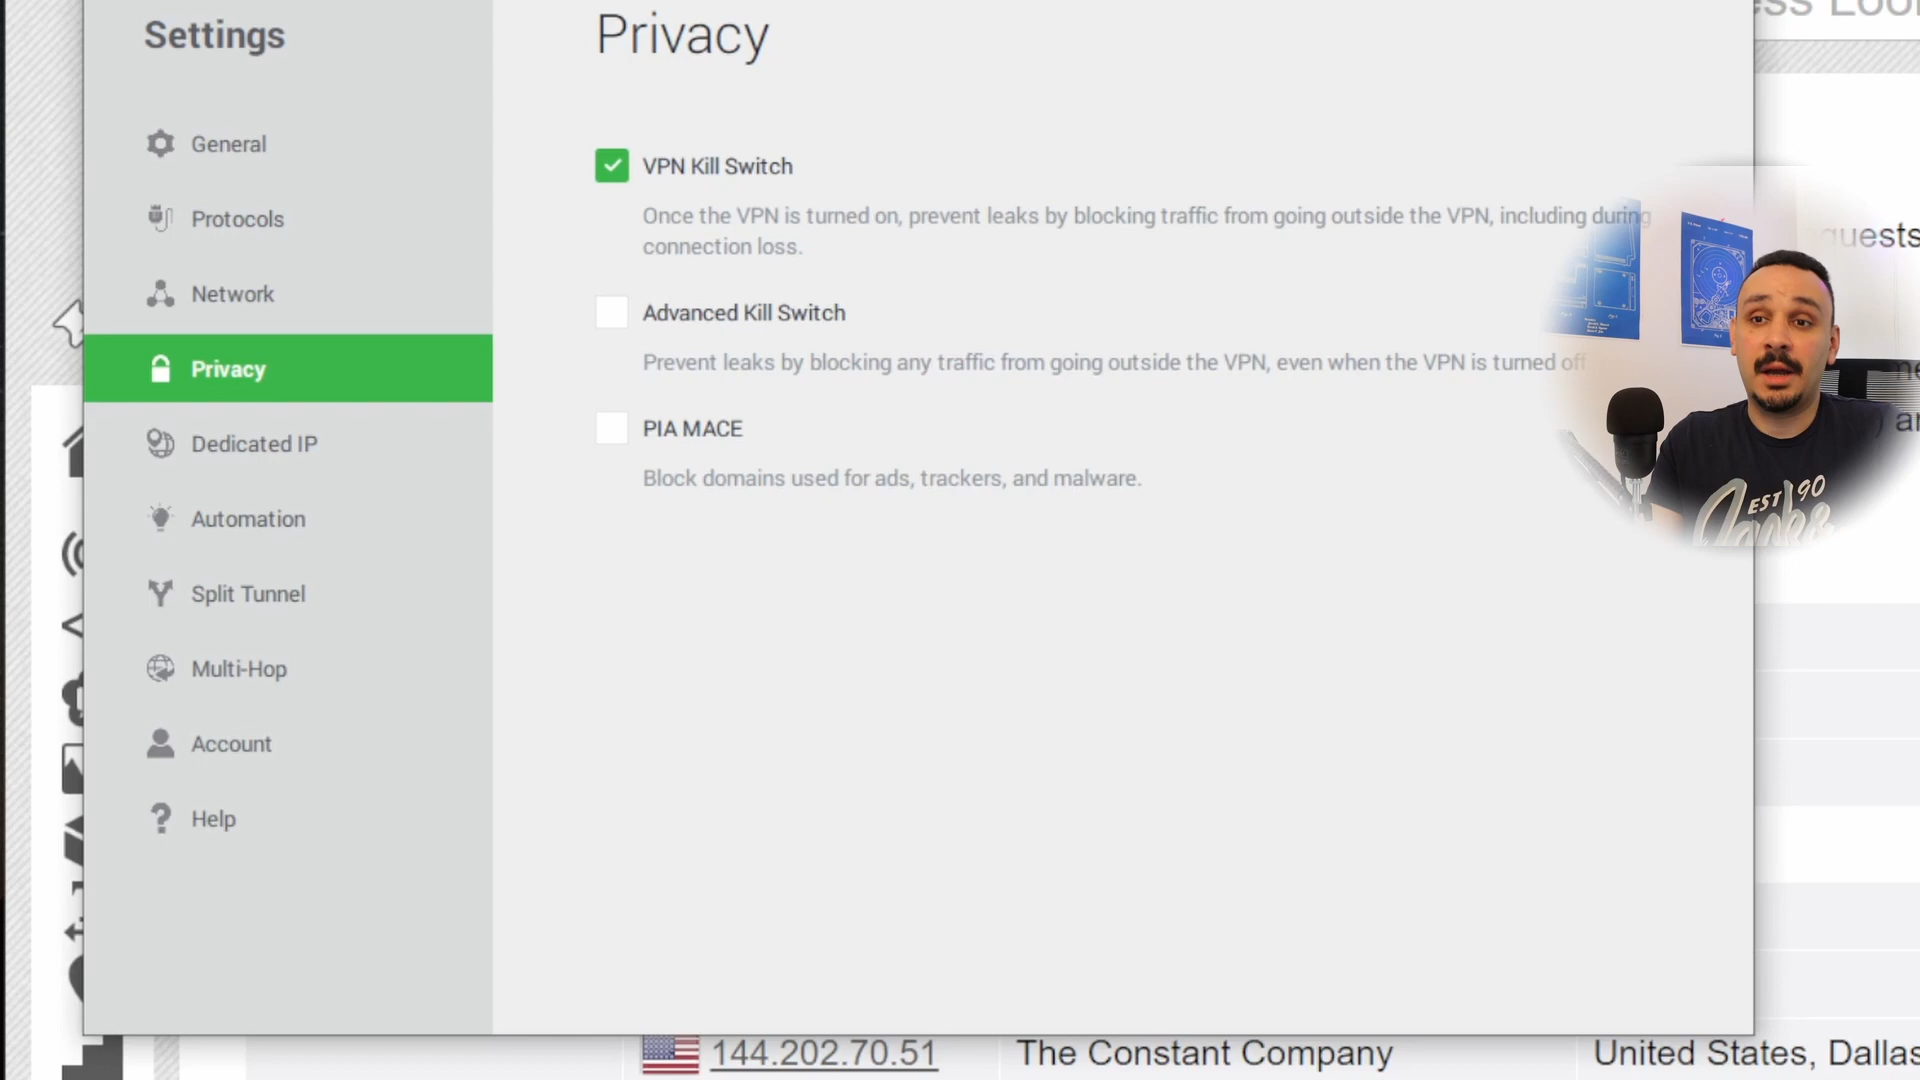 Settings
General
Protocols
Network
Privacy
Dedicated IP
Automation
Split Tunnel
Multi-Hop
Account
Help
Privacy
VPN Kill Switch
Once the VPN is turned on, prevent leaks by blocking traffic from going outside the VPN, including during
connection loss.
Advanced Kill Switch
Prevent leaks by blocking any traffic from going outside the VPN, even when the VPN is turned off
PIA MACE
Block domains used for ads, trackers, and malware.
EST 90
144.202.70.51 The Constant Company United States, Dallas